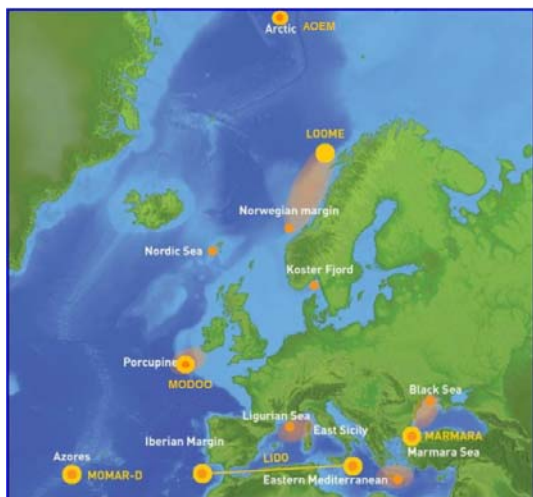 Arctic AOEM
LOOME
Norwegian margin
Nordic Sea
Koster Fjord
Porcupine
MODOO
Black Sea
Ligurian Sea
East Sicily
MARMARA
Marmara Sea
Iberian Margin
Azores
LIDO
MOMAR-D
Eastern Mediterranean